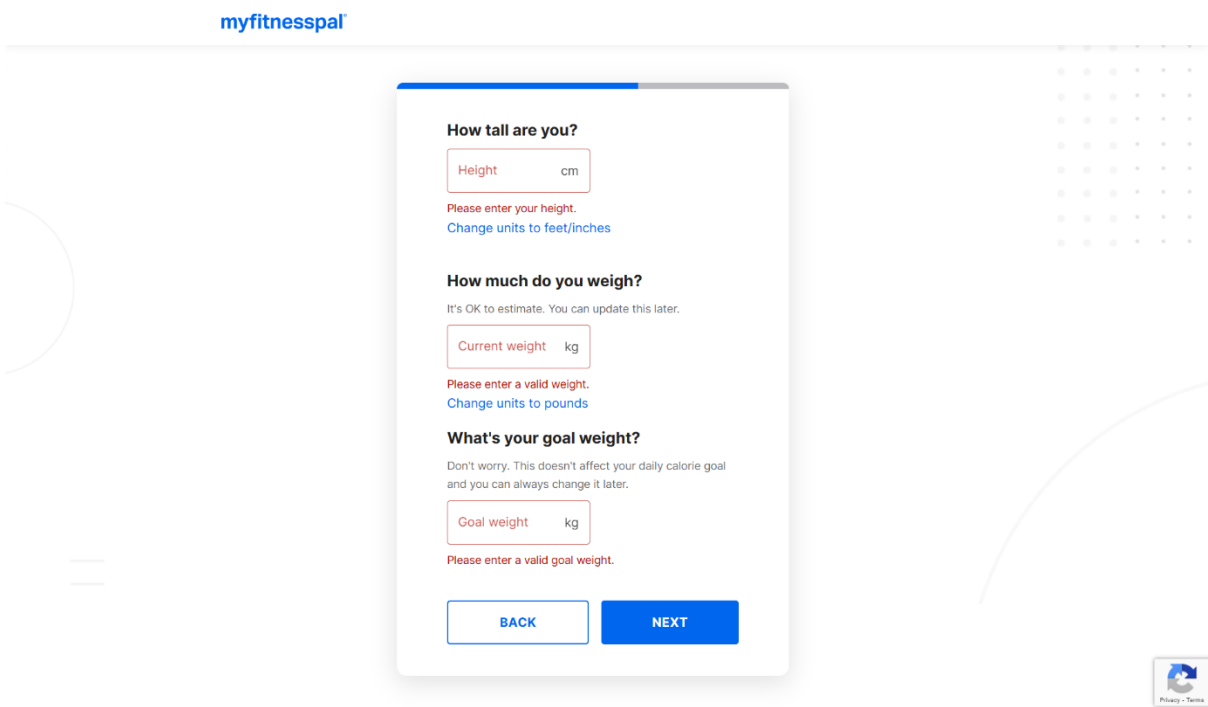 myfitnesspal
How tall are you?
Height cm
Please enter your height.
Change units to feet/inches
How much do you weigh?
It's OK to estimate. You can update this later.
Current weight kg
Please enter a valid weight.
Change units to pounds
What's your goal weight?
Don't worry. This doesn't affect your daily calorie goal
and you can always change it later.
Goal weight kg
Please enter a valid goal weight.
BACK NEXT
Privacy - Terms